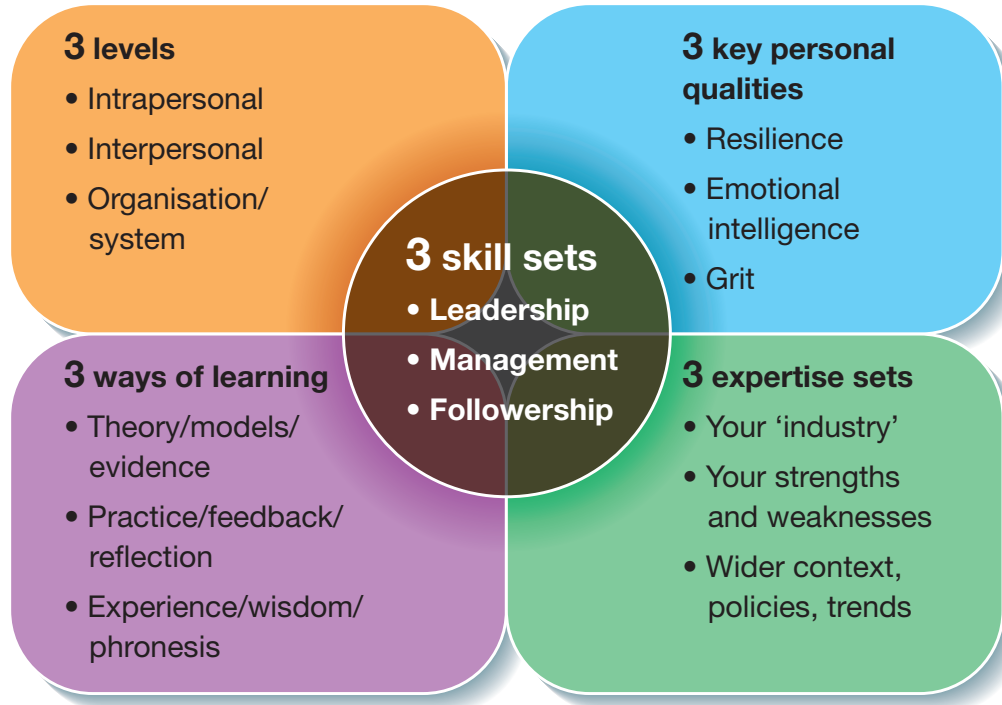 3 levels
• Intrapersonal
• Interpersonal
• Organisation/
system
3 key personal
qualities
• Resilience
• Emotional
intelligence
• Grit
3 skill sets
• Leadership
• Management
• Followership
3 ways of learning
• Theory/models/
evidence
• Practice/feedback/
reflection
• Experience/wisdom/
phronesis
3 expertise sets
• Your ‘industry’
• Your strengths
and weaknesses
• Wider context,
policies, trends